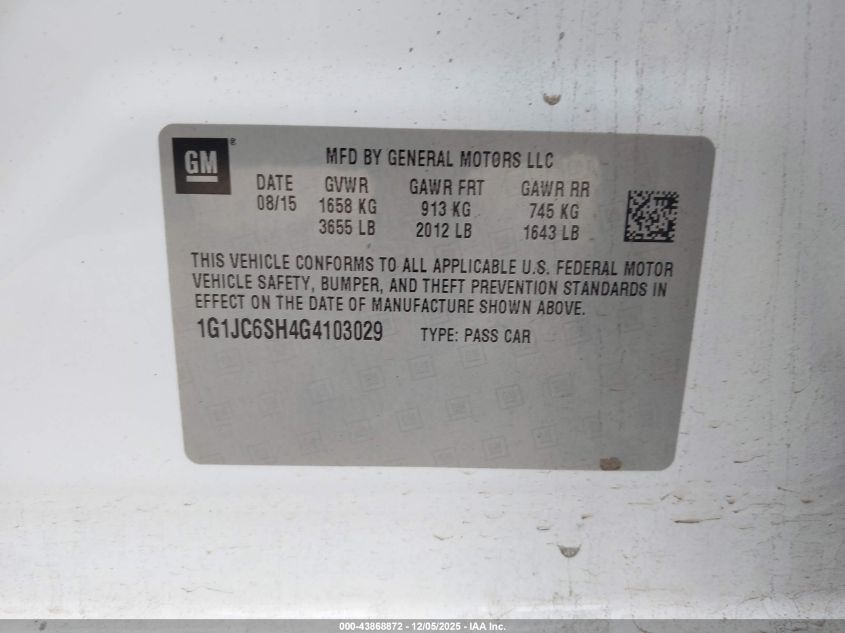 GM®
MFD BY GENERAL MOTORS LLC
DATE GVWR GAWR FRT GAWR RR
08/15 1658 KG 913 KG 745 KG
3655 LB 2012 LB 1643 LB
THIS VEHICLE CONFORMS TO ALL APPLICABLE U.S. FEDERAL MOTOR
VEHICLE SAFETY, BUMPER, AND THEFT PREVENTION STANDARDS IN
EFFECT ON THE DATE OF MANUFACTURE SHOWN ABOVE.
1G1JC6SH4G4103029 TYPE: PASS CAR
000-43868872 - 12/05/2025 - IAA Inc.